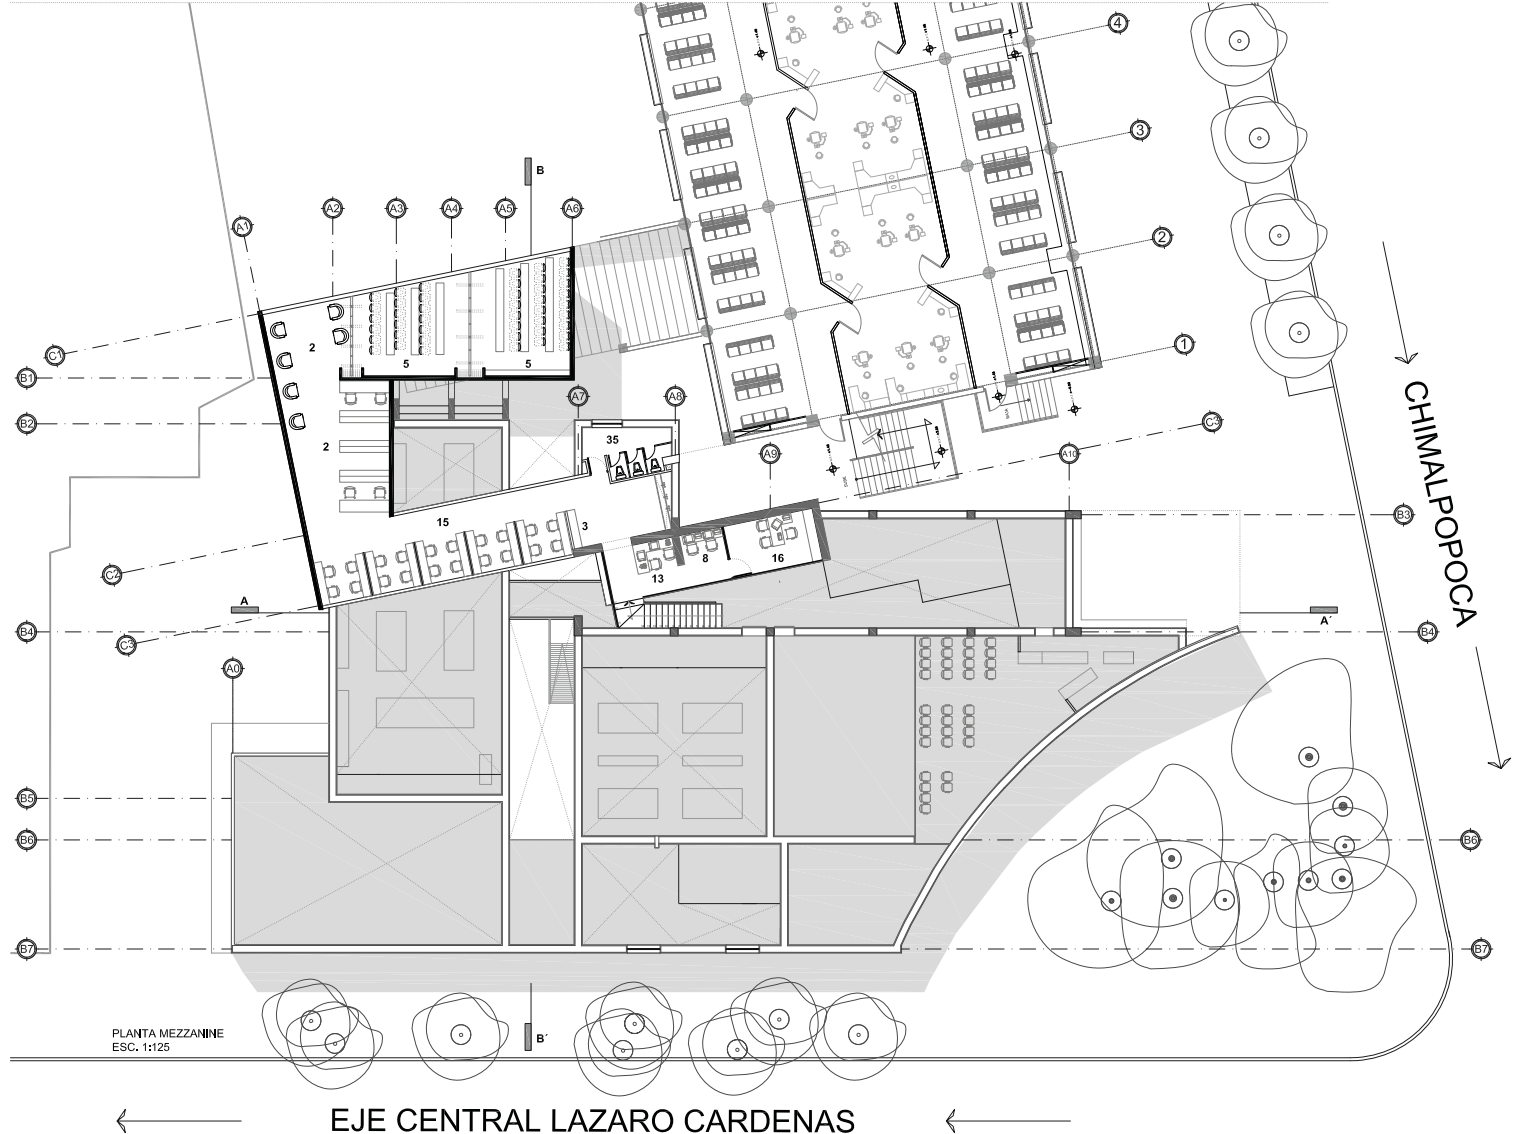 4
3
B
A2
A3
A4
A5
A6
A1
2
1
C1
2
5
5
B1
A7
A8
B2
C3
35
2
A9
A10
15
3
B3
8
16
13
C2
A
A´
B4
B4
C3
A0
CHIMALPOPOCA
B5
B6
B6
B7
B7
PLANTA MEZZANINE
ESC. 1:125
B´
EJE CENTRAL LAZARO CARDENAS